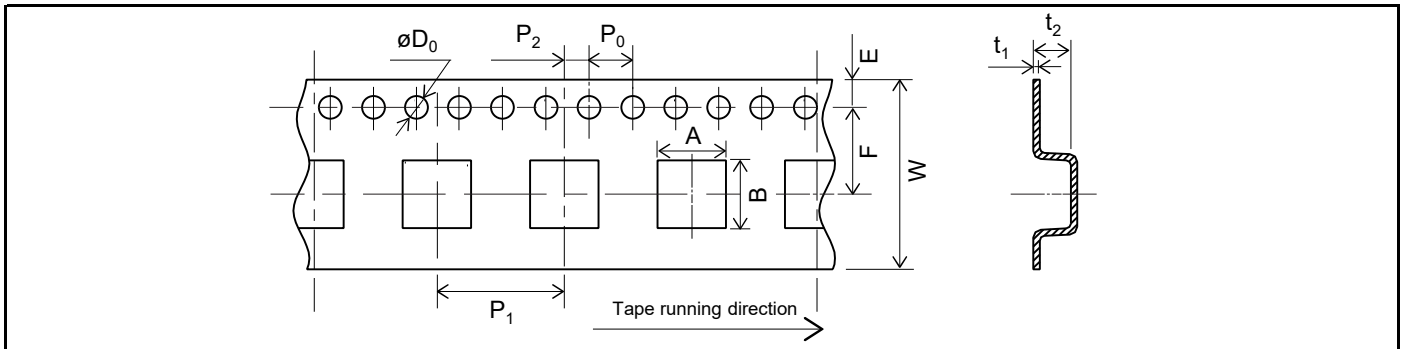 øD₀
P₂
P₀
E
t₁
t₂
A
B
F
W
P₁
Tape running direction